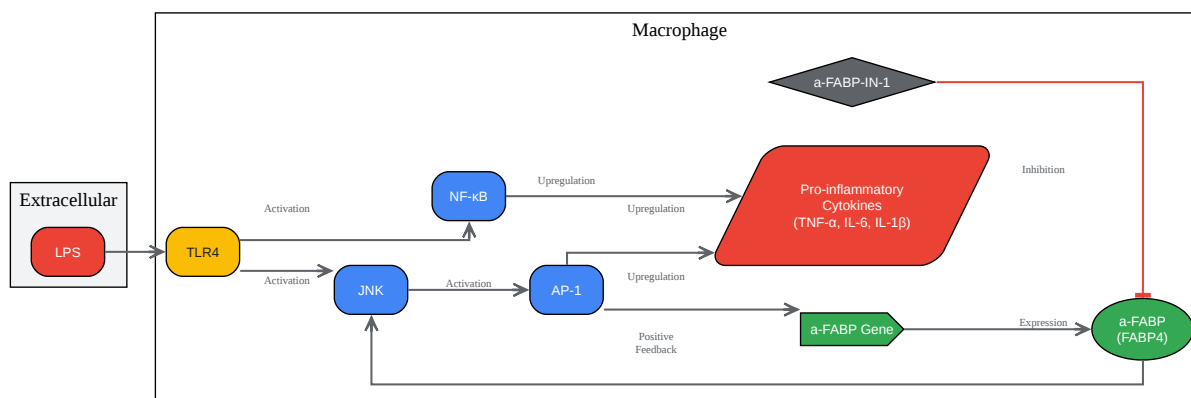 Macrophage
a-FABP-IN-1
Extracellular
LPS
TLR4
Activation
Activation
NF-κB
Upregulation
Upregulation
Pro-inflammatory
Cytokines
(TNF-α, IL-6, IL-1β)
Inhibition
JNK
Activation
AP-1
Upregulation
Positive
Feedback
a-FABP Gene
Expression
a-FABP
(FABP4)